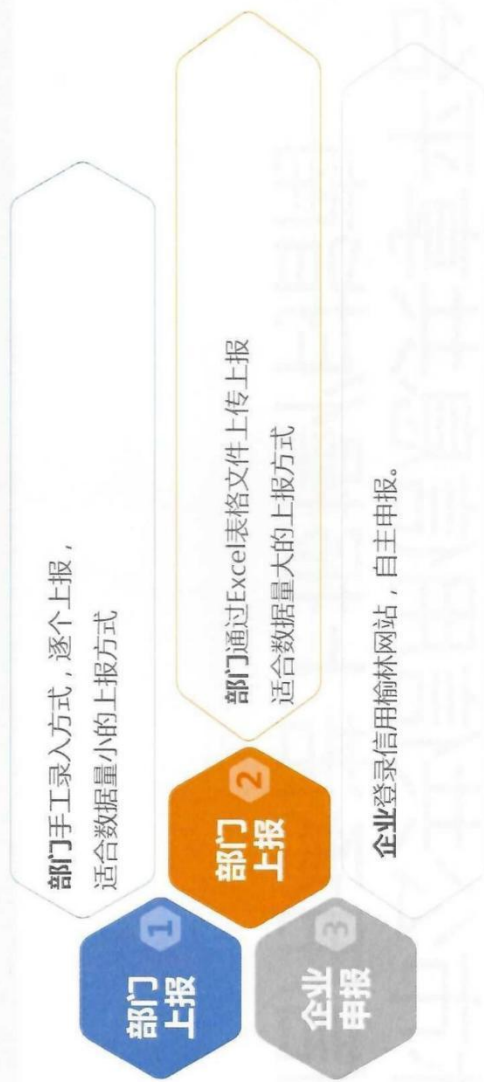 部门
上报
1
部门手工录入方式，逐个上报，
适合数据量小的上报方式
部门
上报
2
部门通过Excel表格文件上传上报
适合数据量大的上报方式
企业
申报
3
企业登录信用榆林网站，自主申报。